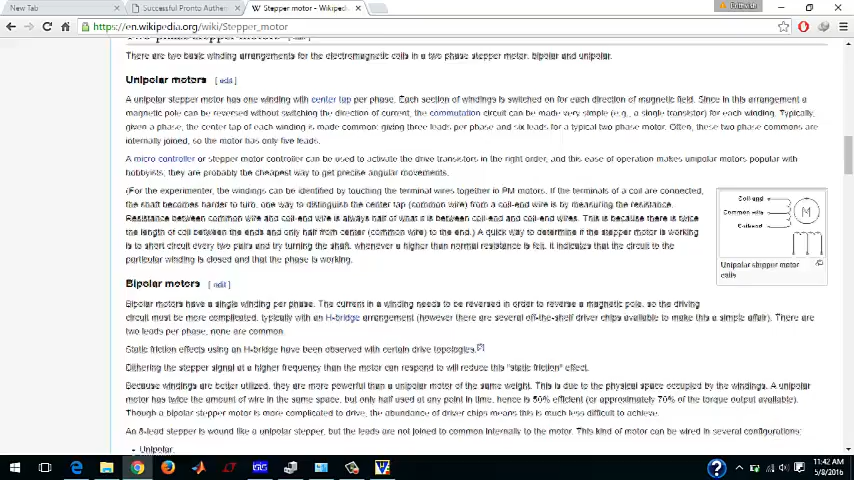 New Tab
Successful Pronto Authen
Stepper motor - Wikiped
https://en.wikipedia.org/wiki/Stepper_motor
There are two basic winding arrangements for the electromagnetic coils in a two phase stepper motor: bipolar and unipolar.
Unipolar motors [ edit ]
A unipolar stepper motor has one winding with center tap per phase. Each section of windings is switched on for each direction of magnetic field. Since in this arrangement a
magnetic pole can be reversed without switching the direction of current, the commutation circuit can be made very simple (e.g., a single transistor) for each winding. Typically,
given a phase, the center tap of each winding is made common: giving three leads per phase and six leads for a typical two phase motor. Often, these two phase commons are
internally joined, so the motor has only five leads.
A micro controller or stepper motor controller can be used to activate the drive transistors in the right order, and this ease of operation makes unipolar motors popular with
hobbyists; they are probably the cheapest way to get precise angular movements.
(For the experimenter, the windings can be identified by touching the terminal wires together in PM motors. If the terminals of a coil are connected,
the shaft becomes harder to turn. one way to distinguish the center tap (common wire) from a coil-end wire is by measuring the resistance.
Resistance between common wire and coil-end wire is always half of what it is between coil-end and coil-end wires. This is because there is twice
the length of coil between the ends and only half from center (common wire) to the end.) A quick way to determine if the stepper motor is working
is to short circuit every two pairs and try turning the shaft. whenever a higher than normal resistance is felt, it indicates that the circuit to the
particular winding is closed and that the phase is working.
Coil-end
Common wire
Coil-end
M
Unipolar stepper motor
coils
Bipolar motors [ edit ]
Bipolar motors have a single winding per phase. The current in a winding needs to be reversed in order to reverse a magnetic pole, so the driving
circuit must be more complicated, typically with an H-bridge arrangement (however there are several off-the-shelf driver chips available to make this a simple affair). There are
two leads per phase, none are common.
Static friction effects using an H-bridge have been observed with certain drive topologies.
Dithering the stepper signal at a higher frequency than the motor can respond to will reduce this "static friction" effect.
Because windings are better utilized, they are more powerful than a unipolar motor of the same weight. This is due to the physical space occupied by the windings. A unipolar
motor has twice the amount of wire in the same space, but only half used at any point in time, hence is 50% efficient (or approximately 70% of the torque output available).
Though a bipolar stepper motor is more complicated to drive, the abundance of driver chips means this is much less difficult to achieve.
An 8-lead stepper is wound like a unipolar stepper, but the leads are not joined to common internally to the motor. This kind of motor can be wired in several configurations:
• Unipolar.
11:42 AM
5/8/2016